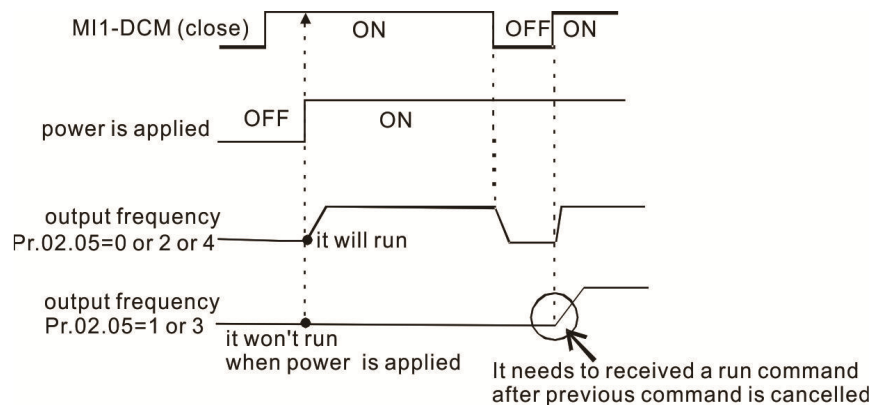 MI1-DCM (close)
ON
OFF
ON
power is applied
OFF
ON
output frequency
Pr.02.05=0 or 2 or 4
it will run
output frequency
Pr.02.05=1 or 3
it won't run
when power is applied
It needs to received a run command
after previous command is cancelled